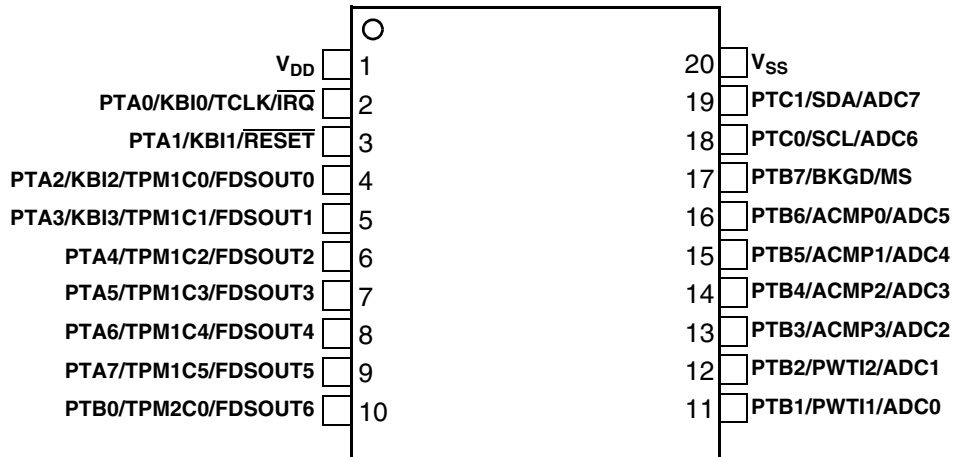 V_DD 1 20 V_SS
PTA0/KBI0/TCLK/IRQ 2 19 PTC1/SDA/ADC7
PTA1/KBI1/RESET 3 18 PTC0/SCL/ADC6
PTA2/KBI2/TPM1C0/FDSOUT0 4 17 PTB7/BKGD/MS
PTA3/KBI3/TPM1C1/FDSOUT1 5 16 PTB6/ACMP0/ADC5
PTA4/TPM1C2/FDSOUT2 6 15 PTB5/ACMP1/ADC4
PTA5/TPM1C3/FDSOUT3 7 14 PTB4/ACMP2/ADC3
PTA6/TPM1C4/FDSOUT4 8 13 PTB3/ACMP3/ADC2
PTA7/TPM1C5/FDSOUT5 9 12 PTB2/PWTI2/ADC1
PTB0/TPM2C0/FDSOUT6 10 11 PTB1/PWTI1/ADC0